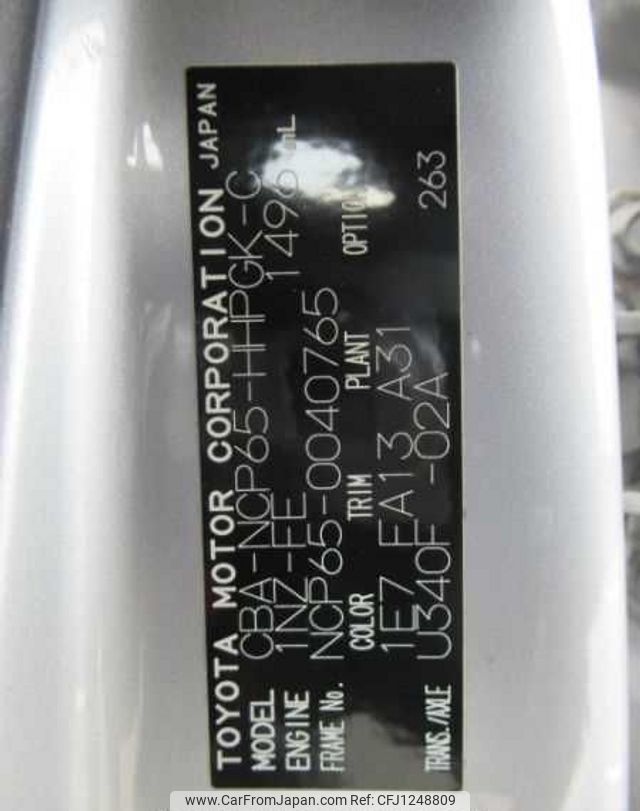 TOYOTA MOTOR CORPORATION JAPAN
MODEL CBA-NCP65-HHPGK-C
ENGINE 1NZ-FE 1496 mL
FRAME No. NCP65-0040765
COLOR TRIM PLANT OPTION
1E7 FA13 A31
TRANS./AXLE U340F -02A 263
www.CarFromJapan.com Ref: CFJ1248809